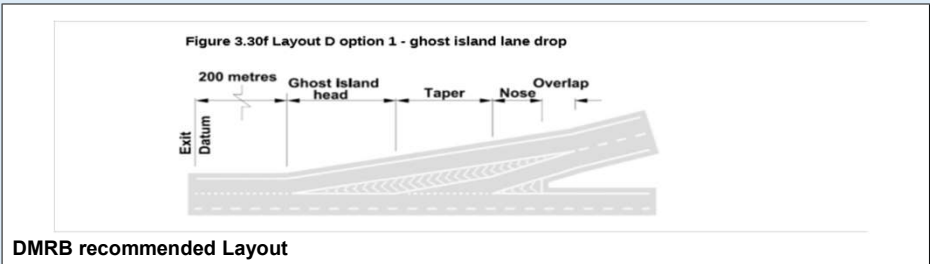 Figure 3.30f Layout D option 1 - ghost island lane drop
200 metres
Ghost Island
head
Taper
Nose
Overlap
Exit
Datum
DMRB recommended Layout